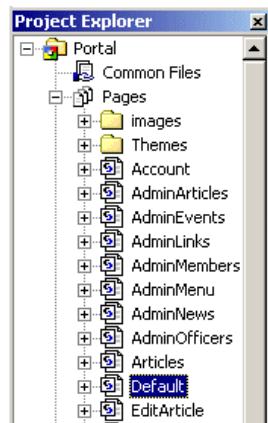 Project Explorer
Portal
Common Files
Pages
images
Themes
Account
AdminArticles
AdminEvents
AdminLinks
AdminMembers
AdminMenu
AdminNews
AdminOfficers
Articles
Default
EditArticle